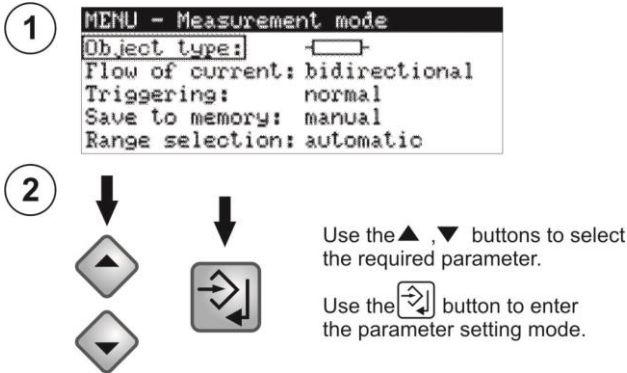 1
MENU - Measurement mode
Object type:
Flow of current: bidirectional
Triggering: normal
Save to memory: manual
Range selection: automatic
2
Use the ▲ ,▼ buttons to select
the required parameter.
Use the button to enter
the parameter setting mode.